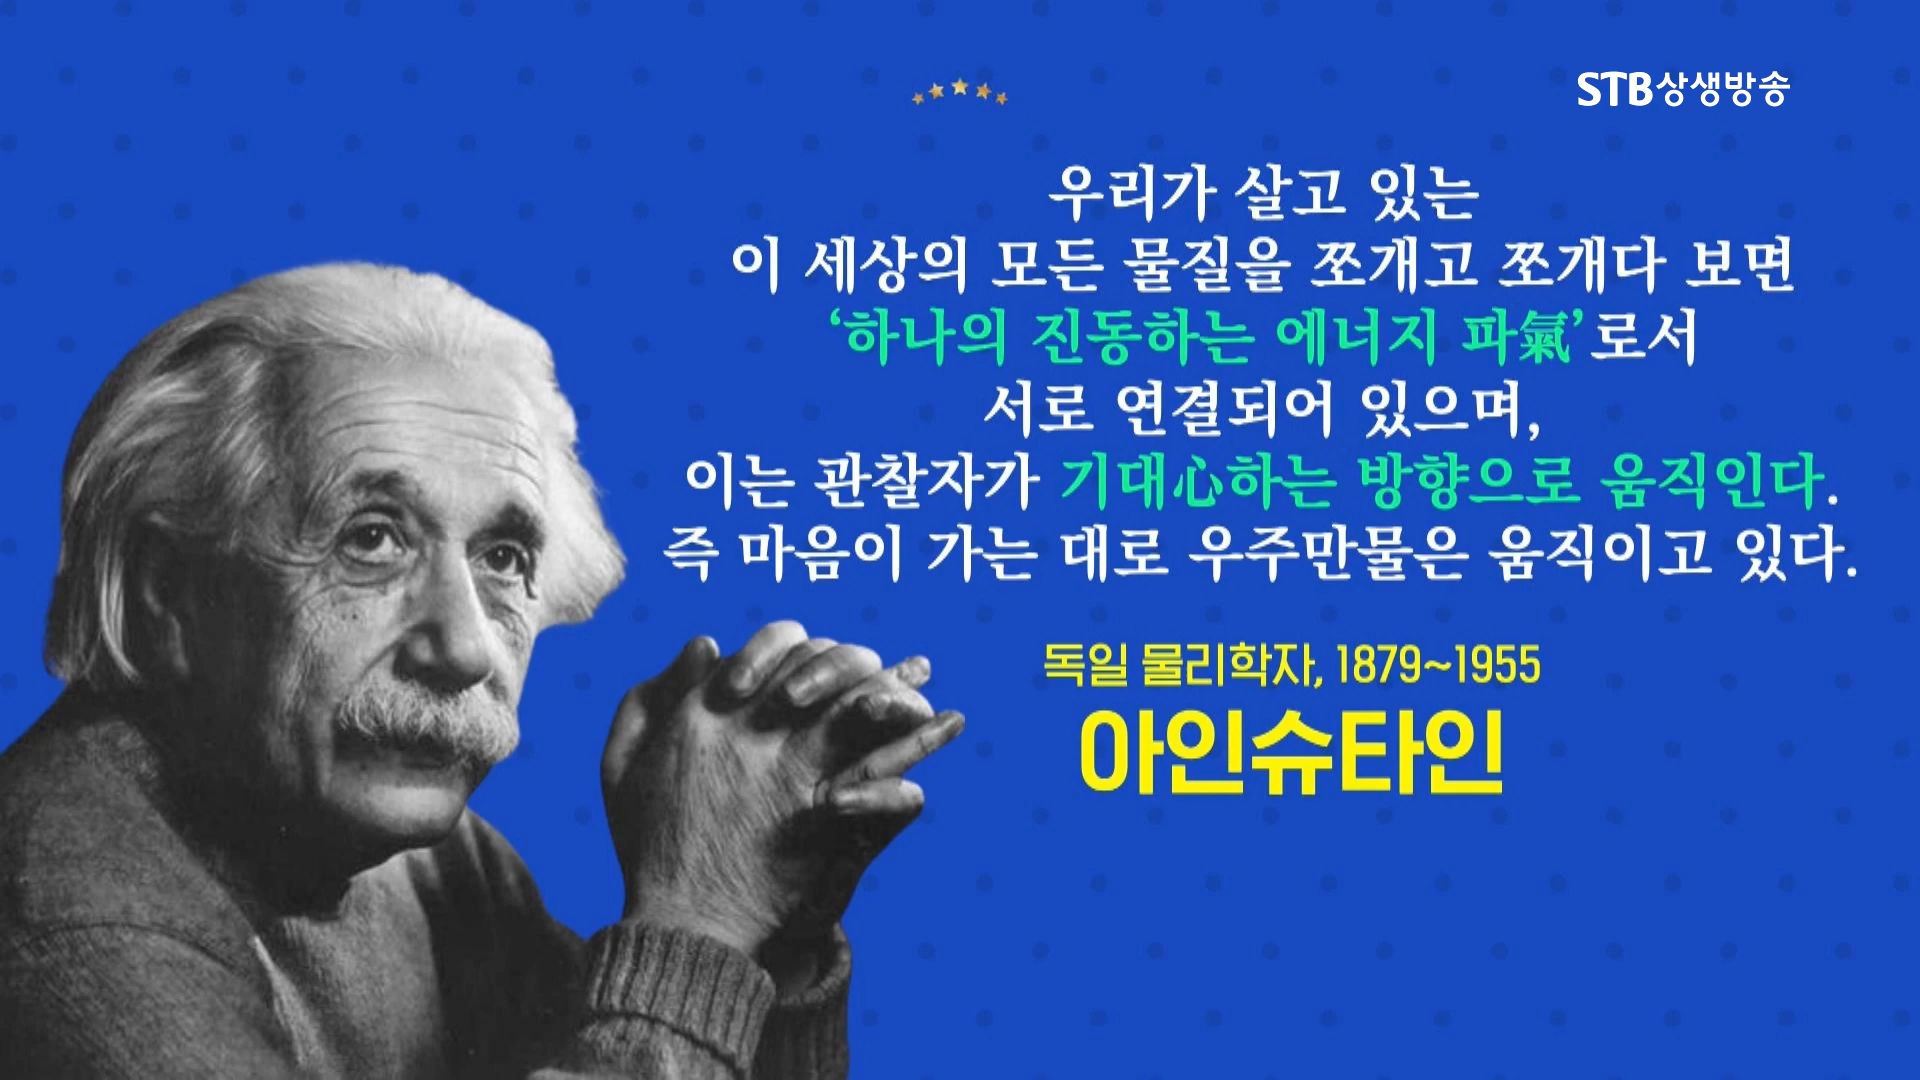 STB상생방송
우리가 살고 있는
이 세상의 모든 물질을 쪼개고 쪼개다 보면
‘하나의 진동하는 에너지 파氣’로서
서로 연결되어 있으며,
이는 관찰자가 기대心하는 방향으로 움직인다.
즉 마음이 가는 대로 우주만물은 움직이고 있다.
독일 물리학자, 1879~1955
아인슈타인